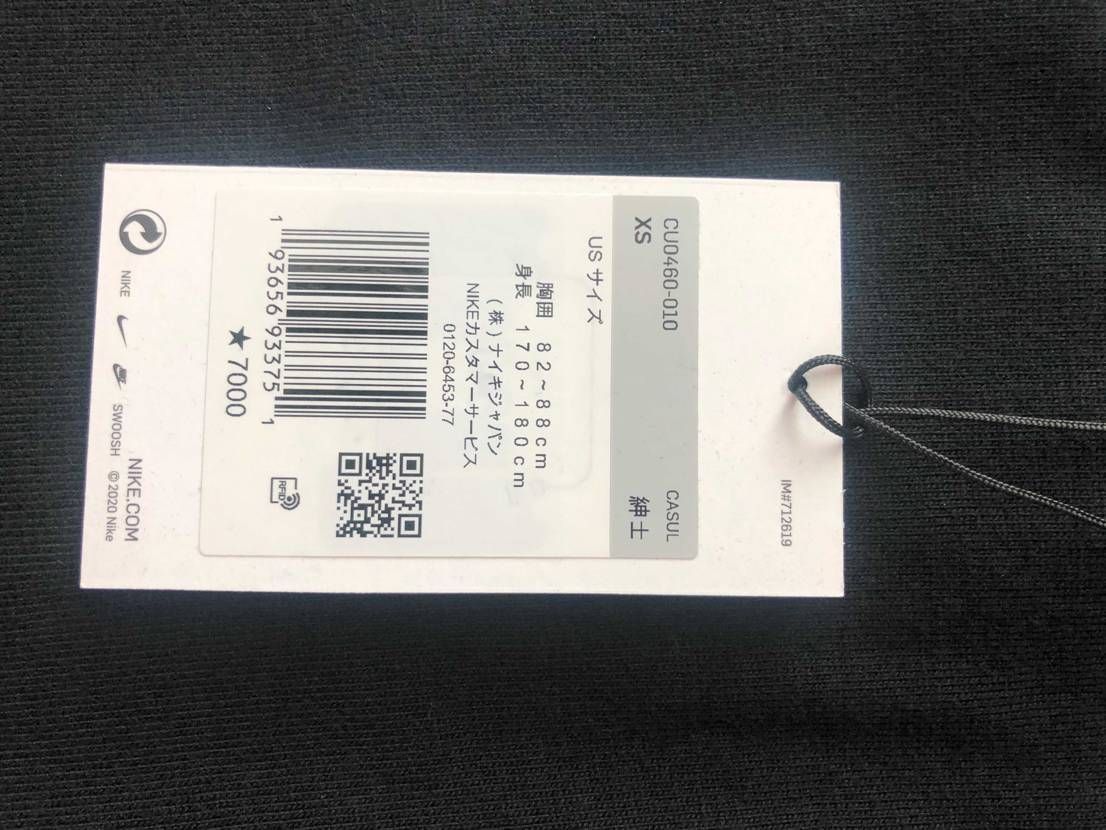 IM#712619
CU0460-010 CASUL
XS 紳士
US サイズ
胸囲 82~88cm
身長 170~180cm
(株)ナイキジャパン
NIKEカスタマーサービス
0120-6453-77
1 93656 93375 1
★7000
RFID
NIKE SWOOSH
NIKE.COM
©2020 Nike